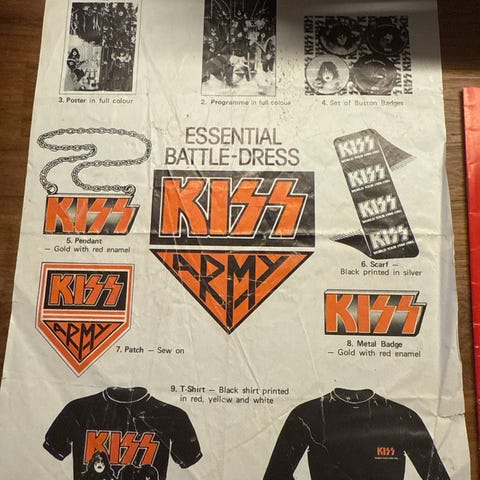 3. Poster in full colour
2. Programme in full colour
4. Set of Button Badges
ESSENTIAL
BATTLE-DRESS
KISS
ARMY
KISS
5. Pendant
— Gold with red enamel
KISS
KISS
KISS
KISS
6. Scarf —
Black printed in silver
KISS
ARMY
7. Patch — Sew on
KISS
8. Metal Badge
— Gold with red enamel
9. T-Shirt — Black shirt printed
in red, yellow and white
KISS
KISS